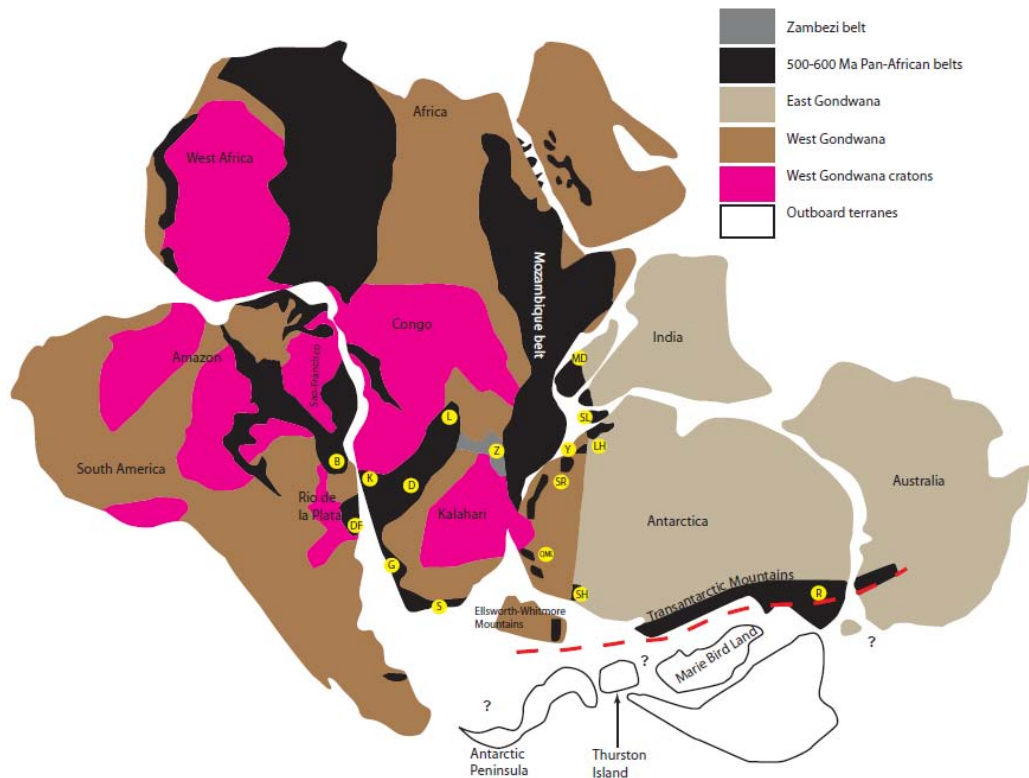 Zambezi belt
500-600 Ma Pan-African belts
East Gondwana
West Gondwana
West Gondwana cratons
Outboard terranes
Africa
West Africa
Mozambique belt
India
Congo
Amazon
Sao-Francisco
MD
SL
L
LH
Y
Z
B
South America
K
D
SR
Australia
Rio de
la Plata
Kalahari
Antarctica
DF
QML
G
SH
S
R
Transantarctic Mountains
Ellsworth-Whitmore
Mountains
Marie Bird Land
?
?
?
Antarctic
Peninsula
Thurston
Island